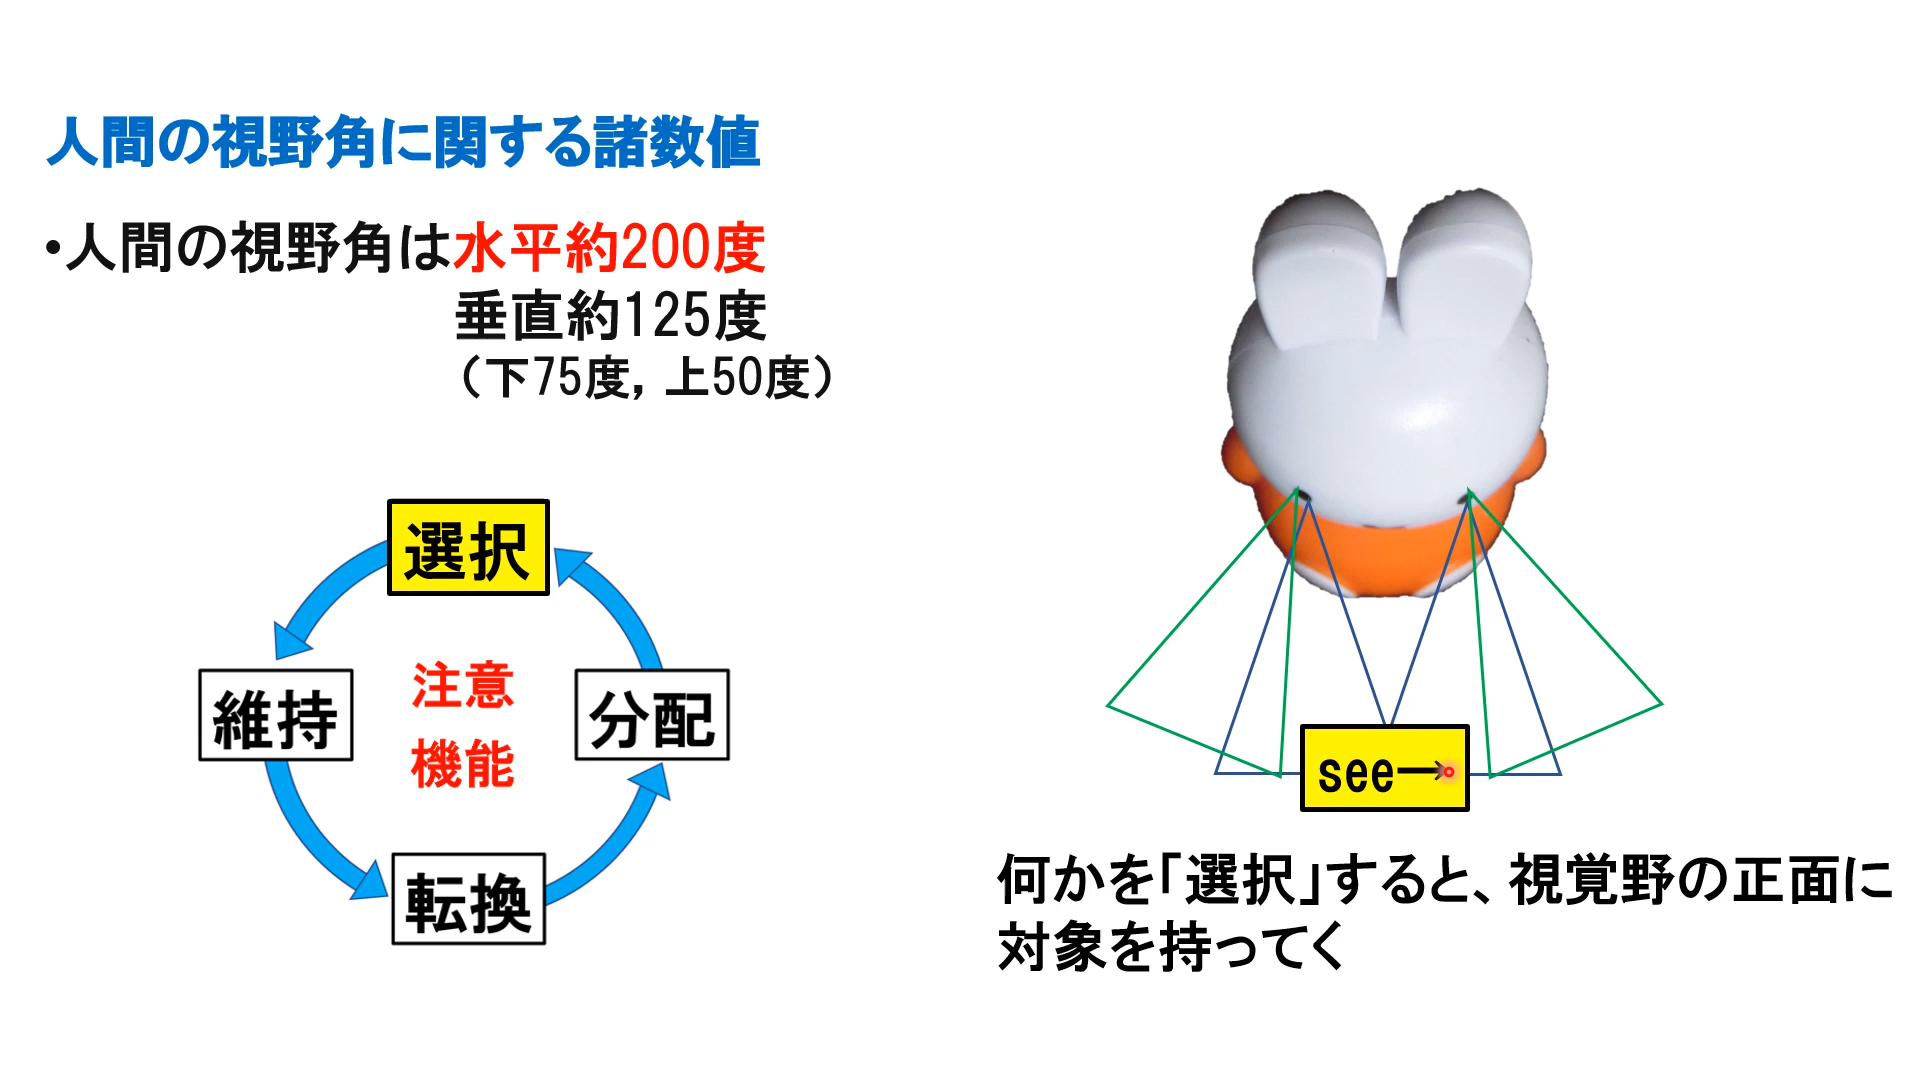 人間の視野角に関する諸数値
•人間の視野角は水平約200度
垂直約125度
（下75度，上50度）
選択
維持
注意
機能
分配
転換
see→
何かを「選択」すると、視覚野の正面に
対象を持ってく